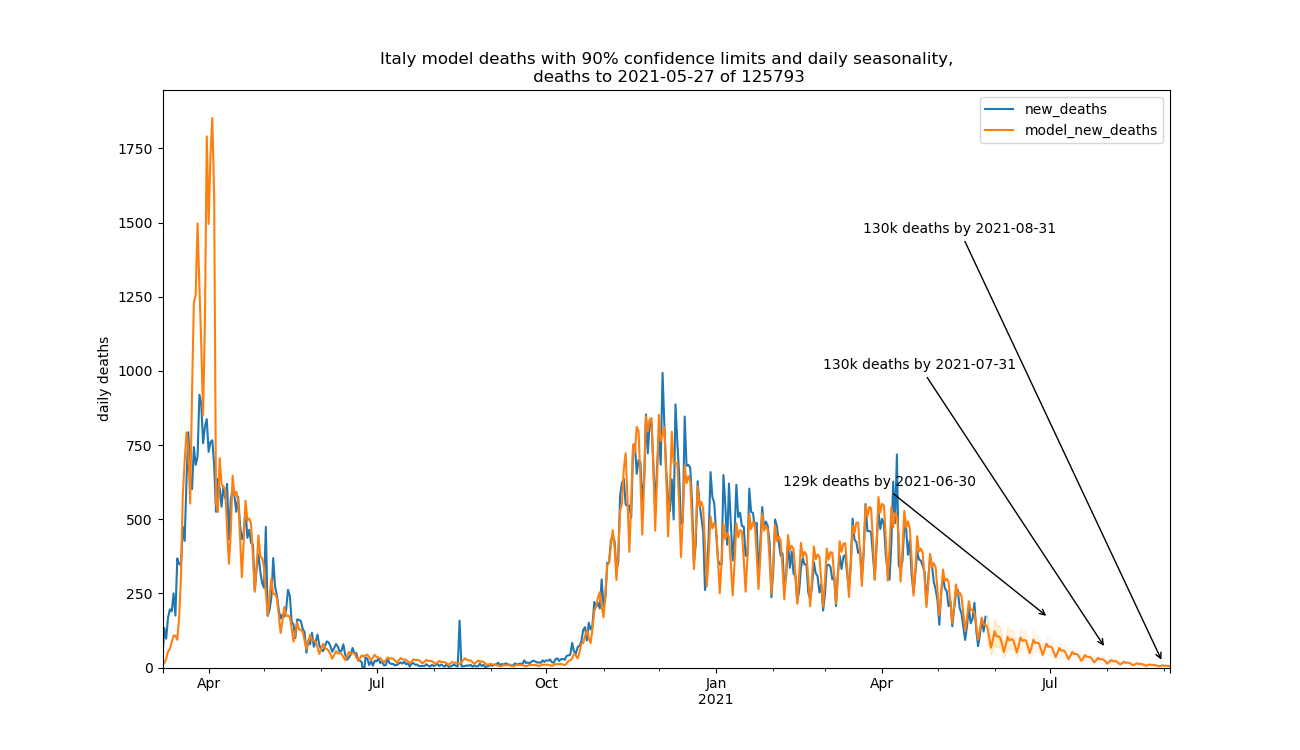 Italy model deaths with 90% confidence limits and daily seasonality,
deaths to 2021-05-27 of 125793
new_deaths
model_new_deaths
1750
1500
1250
1000
750
500
250
0
daily deaths
130k deaths by 2021-08-31
130k deaths by 2021-07-31
129k deaths by 2021-06-30
Apr
Jul
Oct
Jan
2021
Apr
Jul